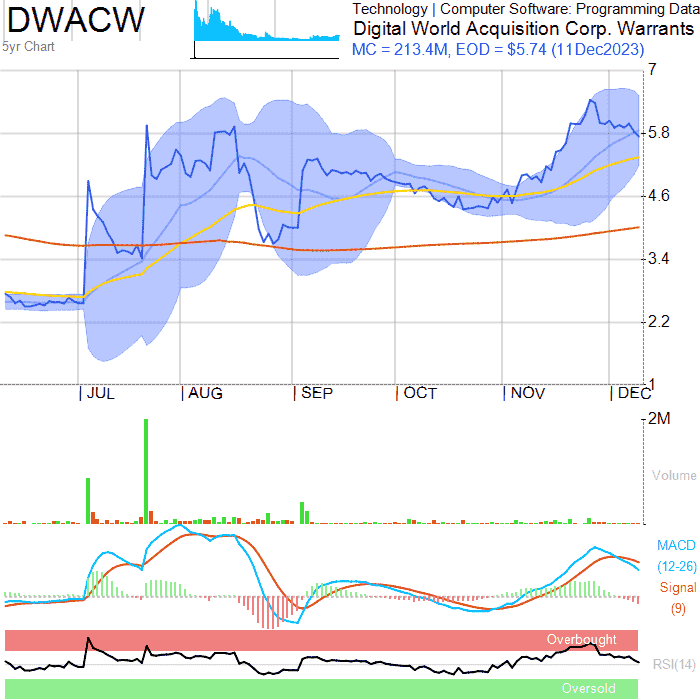 DWACW
5yr Chart
Technology | Computer Software: Programming Data
Digital World Acquisition Corp. Warrants
MC = 213.4M, EOD = $5.74 (11Dec2023)
7
5.8
4.6
3.4
2.2
1
JUL
AUG
SEP
OCT
NOV
DEC
2M
Volume
MACD
(12-26)
Signal
(9)
Overbought
RSI(14)
Oversold